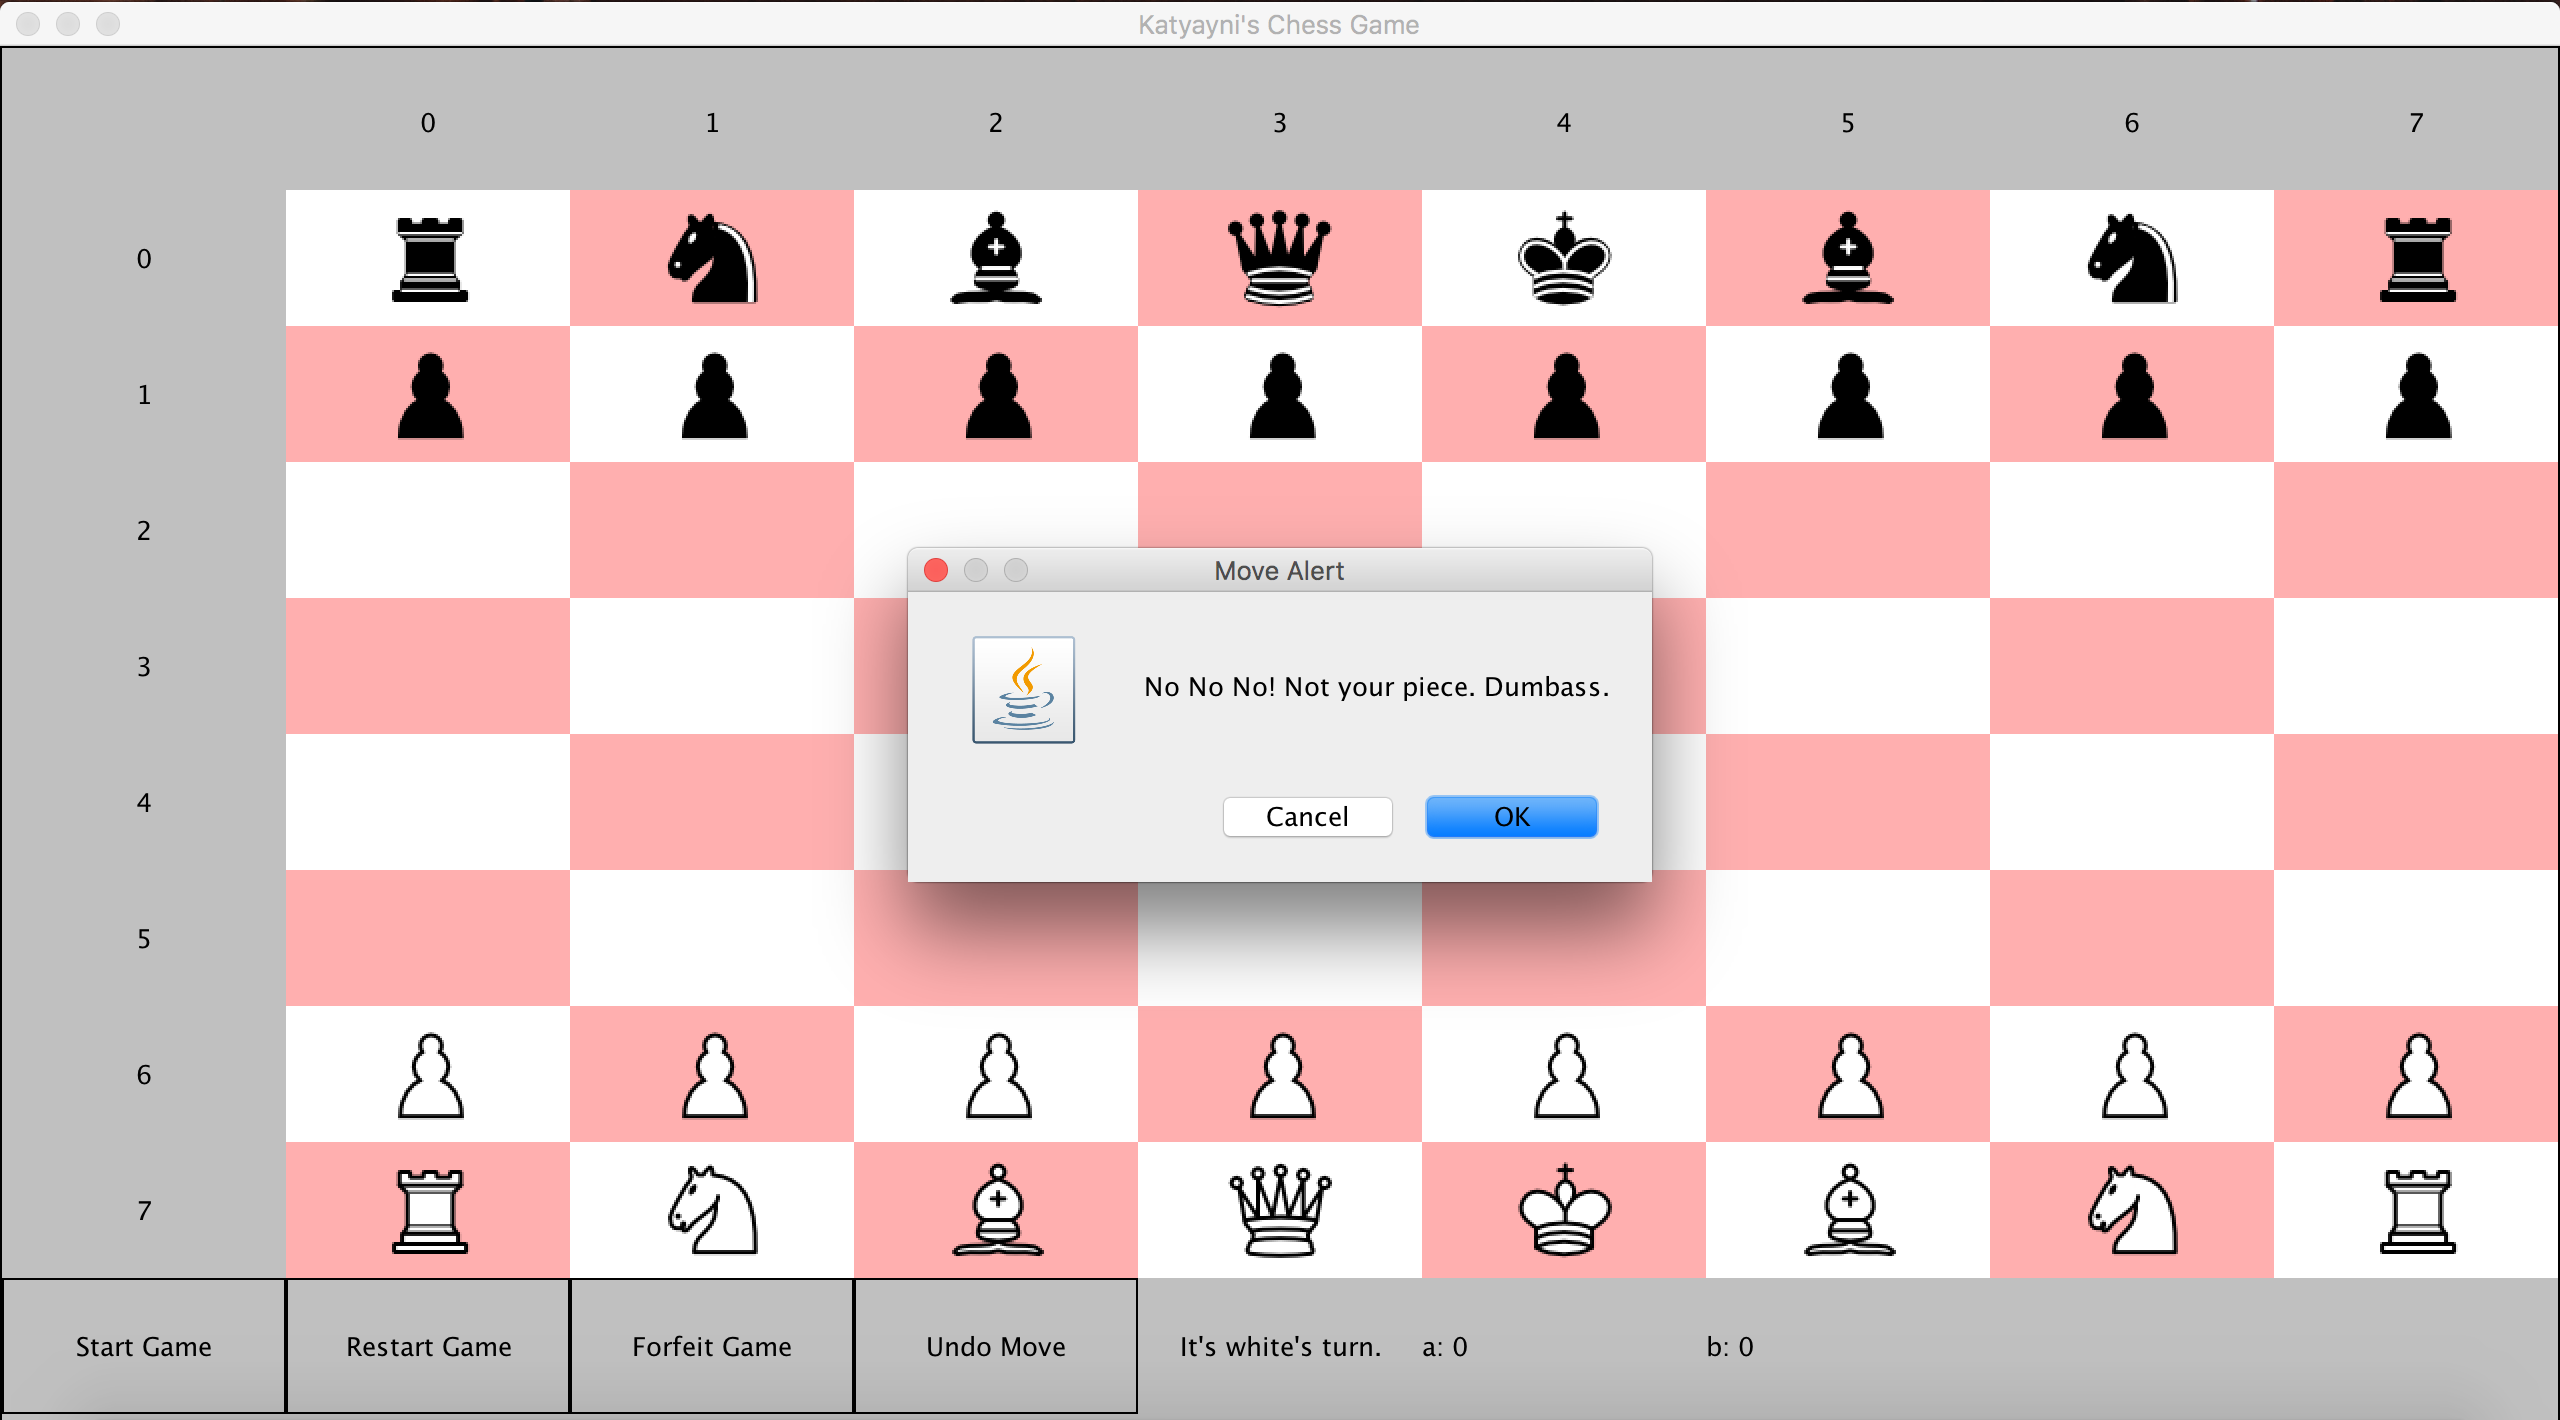 Katyayni's Chess Game
0 1 2 3 4 5 6 7
0
1
2
Move Alert
3
No No No! Not your piece. Dumbass.
4
Cancel OK
5
6
7
Start Game Restart Game Forfeit Game Undo Move It's white's turn. a: 0 b: 0